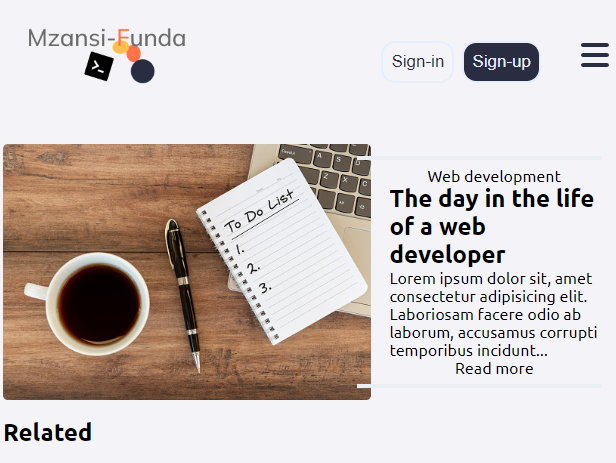 Mzansi-Funda
Sign-in
Sign-up
To Do List
1.
2.
3.
Web development
The day in the life
of a web
developer
Lorem ipsum dolor sit, amet
consectetur adipisicing elit.
Laboriosam facere odio ab
laborum, accusamus corrupti
temporibus incidunt...
Read more
Related